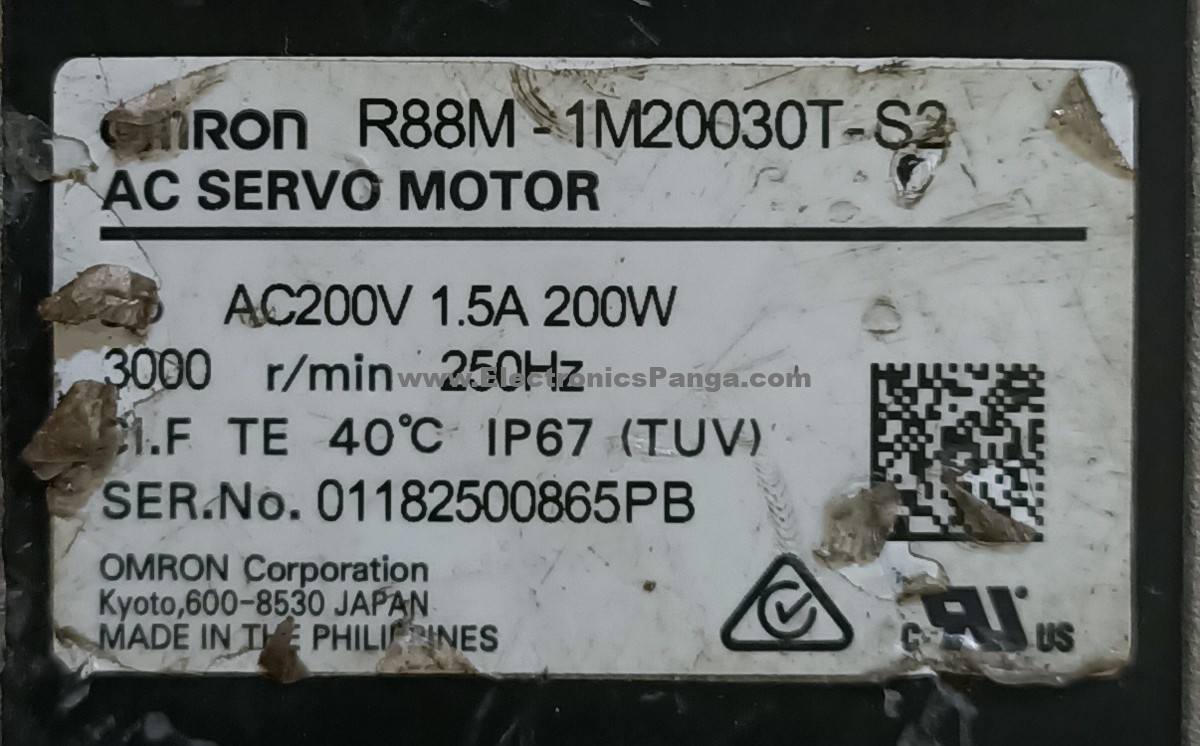 OMRON R88M-1M20030T-S2
AC SERVO MOTOR
AC200V 1.5A 200W
3000 r/min 250Hz
www.ElectronicsPanga.com
Cl.F TE 40℃ IP67 (TUV)
SER.No. 01182500865PB
OMRON Corporation
Kyoto,600-8530 JAPAN
MADE IN THE PHILIPPINES
C US